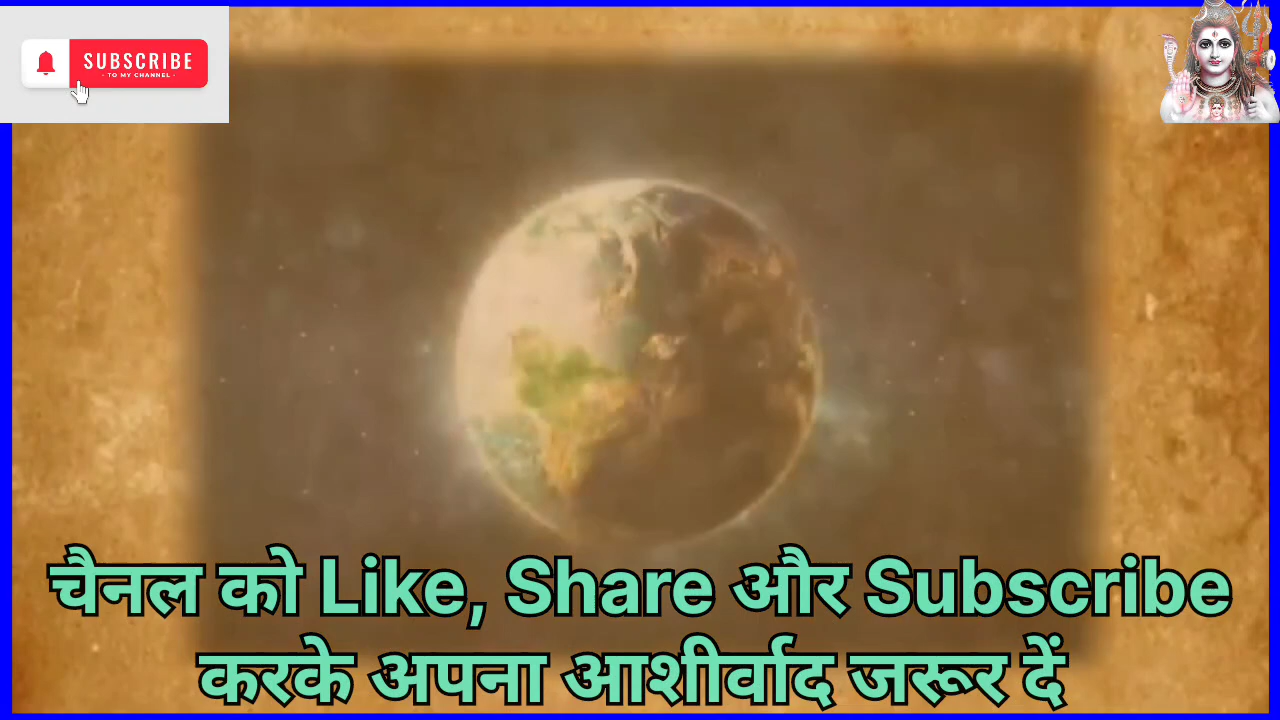 SUBSCRIBE
- TO MY CHANNEL -
चैनल को Like, Share और Subscribe
करके अपना आशीर्वाद जरूर दें